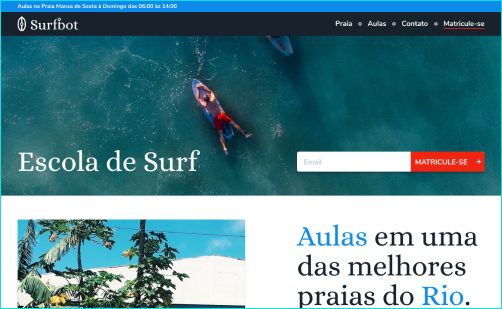 Aulas na Praia Mansa de Sexta à Domingo das 06:00 às 14:00
Surfbot
Praia
Aulas
Contato
Matricule-se
Escola de Surf
Email
MATRICULE-SE →
Aulas em uma
das melhores
praias do Rio.